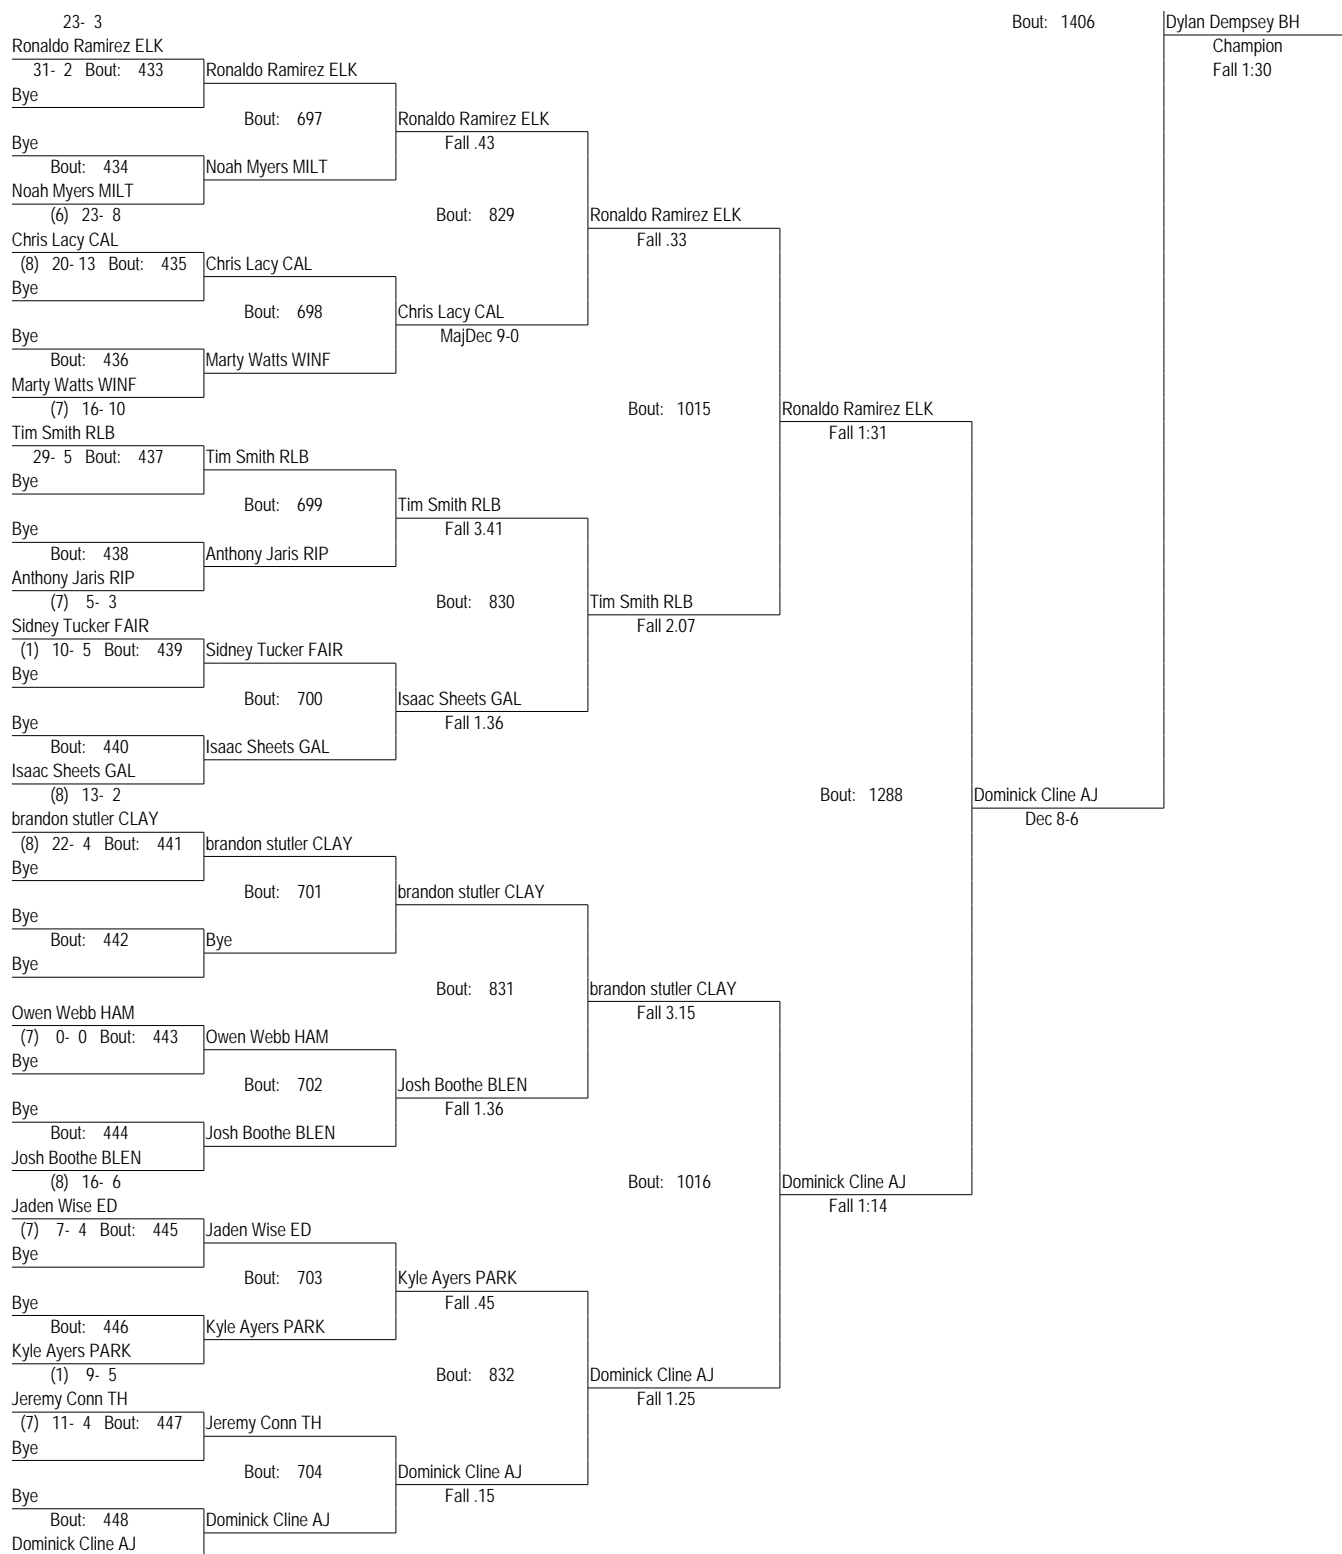 23- 3
Bout: 1406
Dylan Dempsey BH
Ronaldo Ramirez ELK
Champion
31- 2 Bout: 433
Ronaldo Ramirez ELK
Fall 1:30
Bye
Bout: 697
Ronaldo Ramirez ELK
Bye
Fall .43
Bout: 434
Noah Myers MILT
Noah Myers MILT
(6) 23- 8
Bout: 829
Ronaldo Ramirez ELK
Chris Lacy CAL
Fall .33
(8) 20- 13 Bout: 435
Chris Lacy CAL
Bye
Bout: 698
Chris Lacy CAL
Bye
MajDec 9-0
Bout: 436
Marty Watts WINF
Marty Watts WINF
(7) 16- 10
Bout: 1015
Ronaldo Ramirez ELK
Tim Smith RLB
Fall 1:31
29- 5 Bout: 437
Tim Smith RLB
Bye
Bout: 699
Tim Smith RLB
Bye
Fall 3.41
Bout: 438
Anthony Jaris RIP
Anthony Jaris RIP
(7) 5- 3
Bout: 830
Tim Smith RLB
Sidney Tucker FAIR
Fall 2.07
(1) 10- 5 Bout: 439
Sidney Tucker FAIR
Bye
Bout: 700
Isaac Sheets GAL
Bye
Fall 1.36
Bout: 440
Isaac Sheets GAL
Isaac Sheets GAL
(8) 13- 2
Bout: 1288
Dominick Cline AJ
brandon stutler CLAY
Dec 8-6
(8) 22- 4 Bout: 441
brandon stutler CLAY
Bye
Bout: 701
brandon stutler CLAY
Bye
Bout: 442
Bye
Bye
Bout: 831
brandon stutler CLAY
Owen Webb HAM
Fall 3.15
(7) 0- 0 Bout: 443
Owen Webb HAM
Bye
Bout: 702
Josh Boothe BLEN
Bye
Fall 1.36
Bout: 444
Josh Boothe BLEN
Josh Boothe BLEN
(8) 16- 6
Bout: 1016
Dominick Cline AJ
Jaden Wise ED
Fall 1:14
(7) 7- 4 Bout: 445
Jaden Wise ED
Bye
Bout: 703
Kyle Ayers PARK
Bye
Fall .45
Bout: 446
Kyle Ayers PARK
Kyle Ayers PARK
(1) 9- 5
Bout: 832
Dominick Cline AJ
Jeremy Conn TH
Fall 1.25
(7) 11- 4 Bout: 447
Jeremy Conn TH
Bye
Bout: 704
Dominick Cline AJ
Bye
Fall .15
Bout: 448
Dominick Cline AJ
Dominick Cline AJ